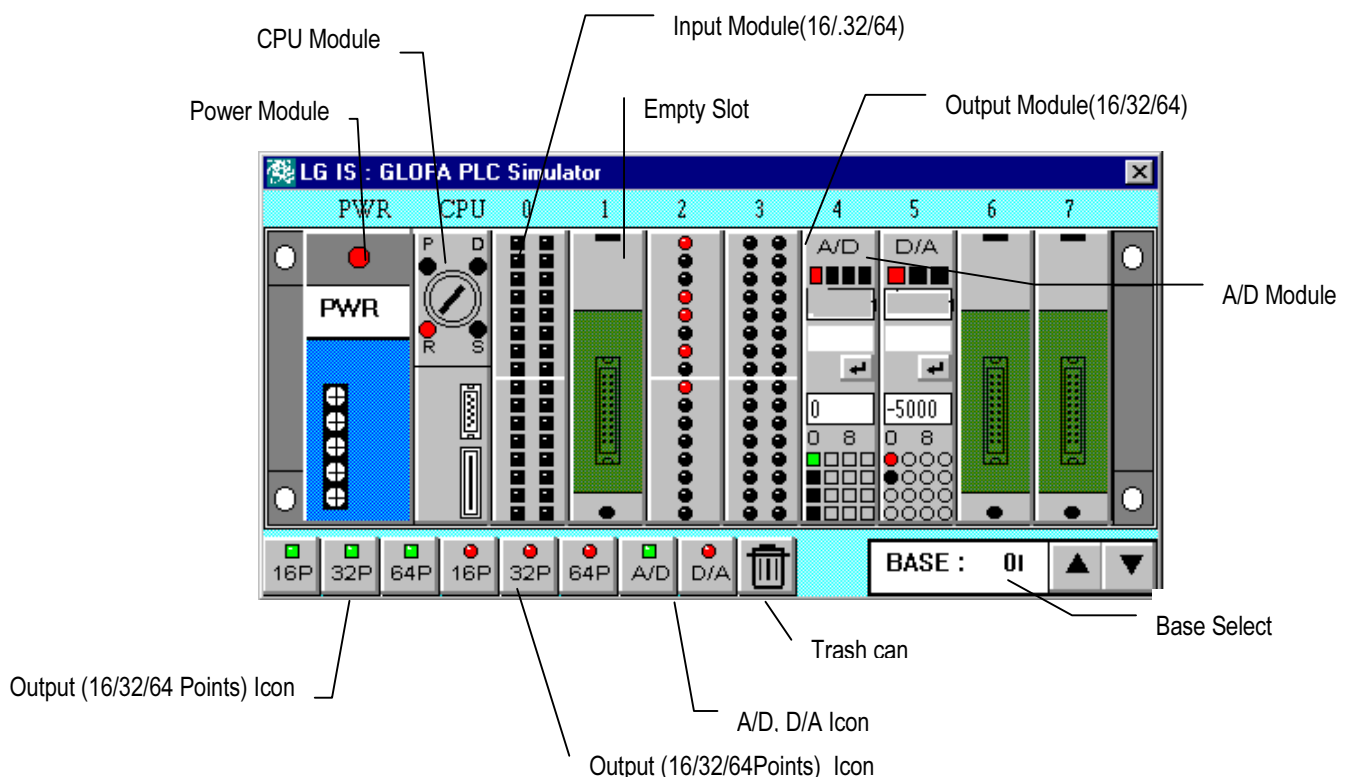 Input Module(16/.32/64)
CPU Module
Power Module
Empty Slot
Output Module(16/32/64)
LG IS : GLOFA PLC Simulator
PWR CPU 0 1 2 3 4 5 6 7
P D
A/D D/A
A/D Module
PWR
R S
0 -5000
0 8 0 8
16P 32P 64P 16P 32P 64P A/D D/A
BASE : 0
Base Select
Trash can
Output (16/32/64 Points) Icon
A/D, D/A Icon
Output (16/32/64Points) Icon